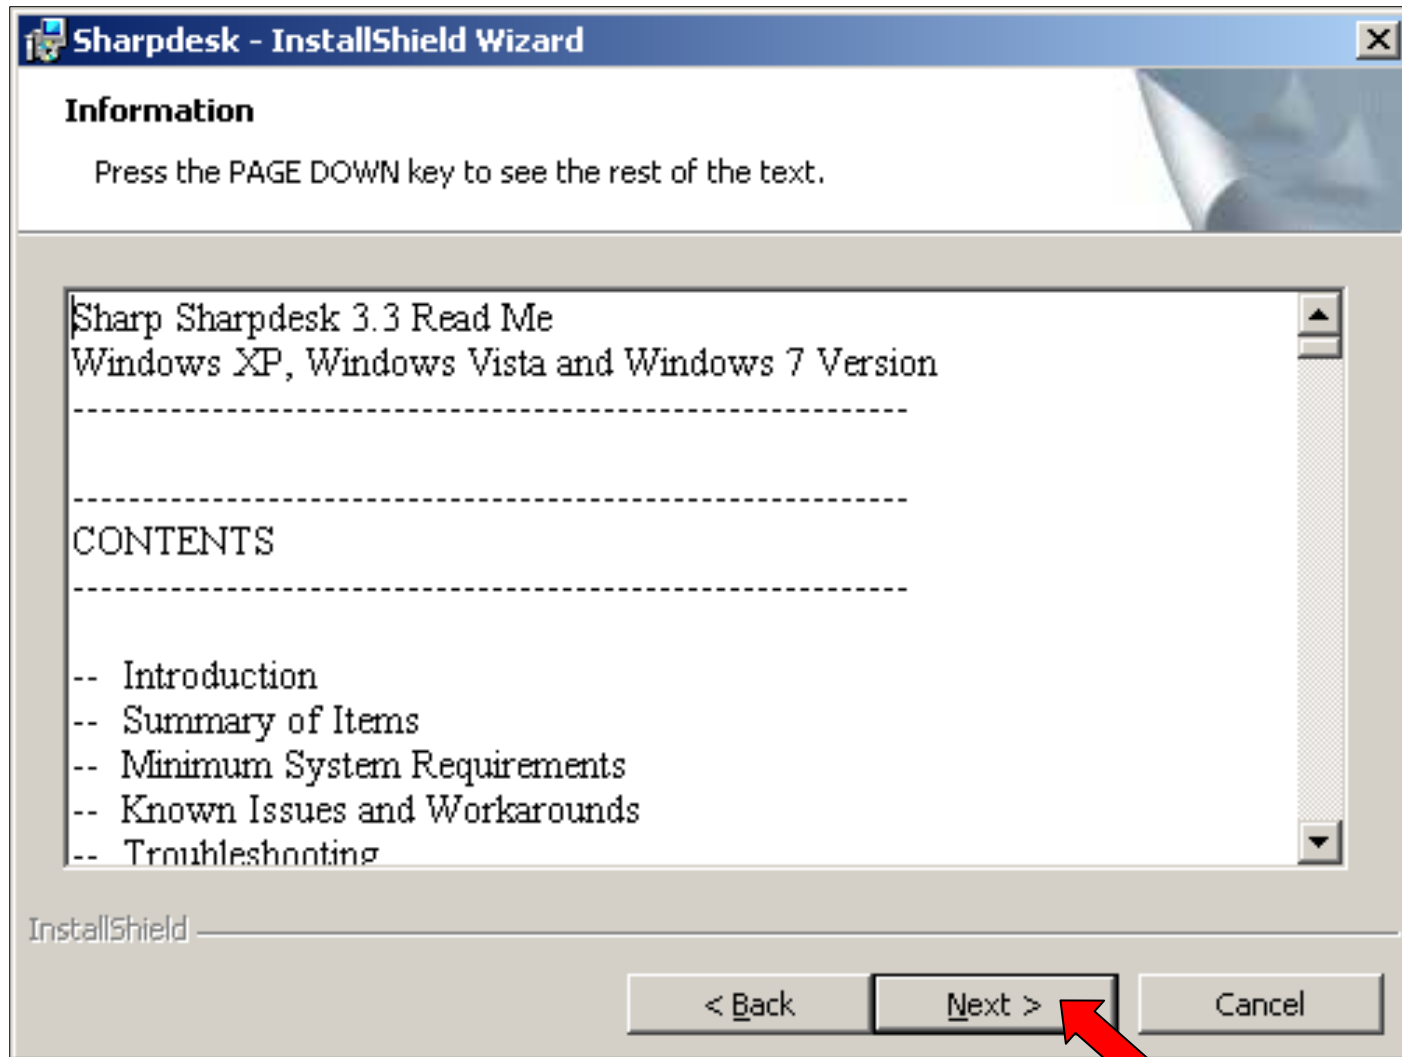 Sharpdesk - InstallShield Wizard
Information
Press the PAGE DOWN key to see the rest of the text.
Sharp Sharpdesk 3.3 Read Me
Windows XP, Windows Vista and Windows 7 Version
------------------------------------------------------------
------------------------------------------------------------
CONTENTS
------------------------------------------------------------
-- Introduction
-- Summary of Items
-- Minimum System Requirements
-- Known Issues and Workarounds
-- Troubleshooting
InstallShield
< Back
Next >
Cancel